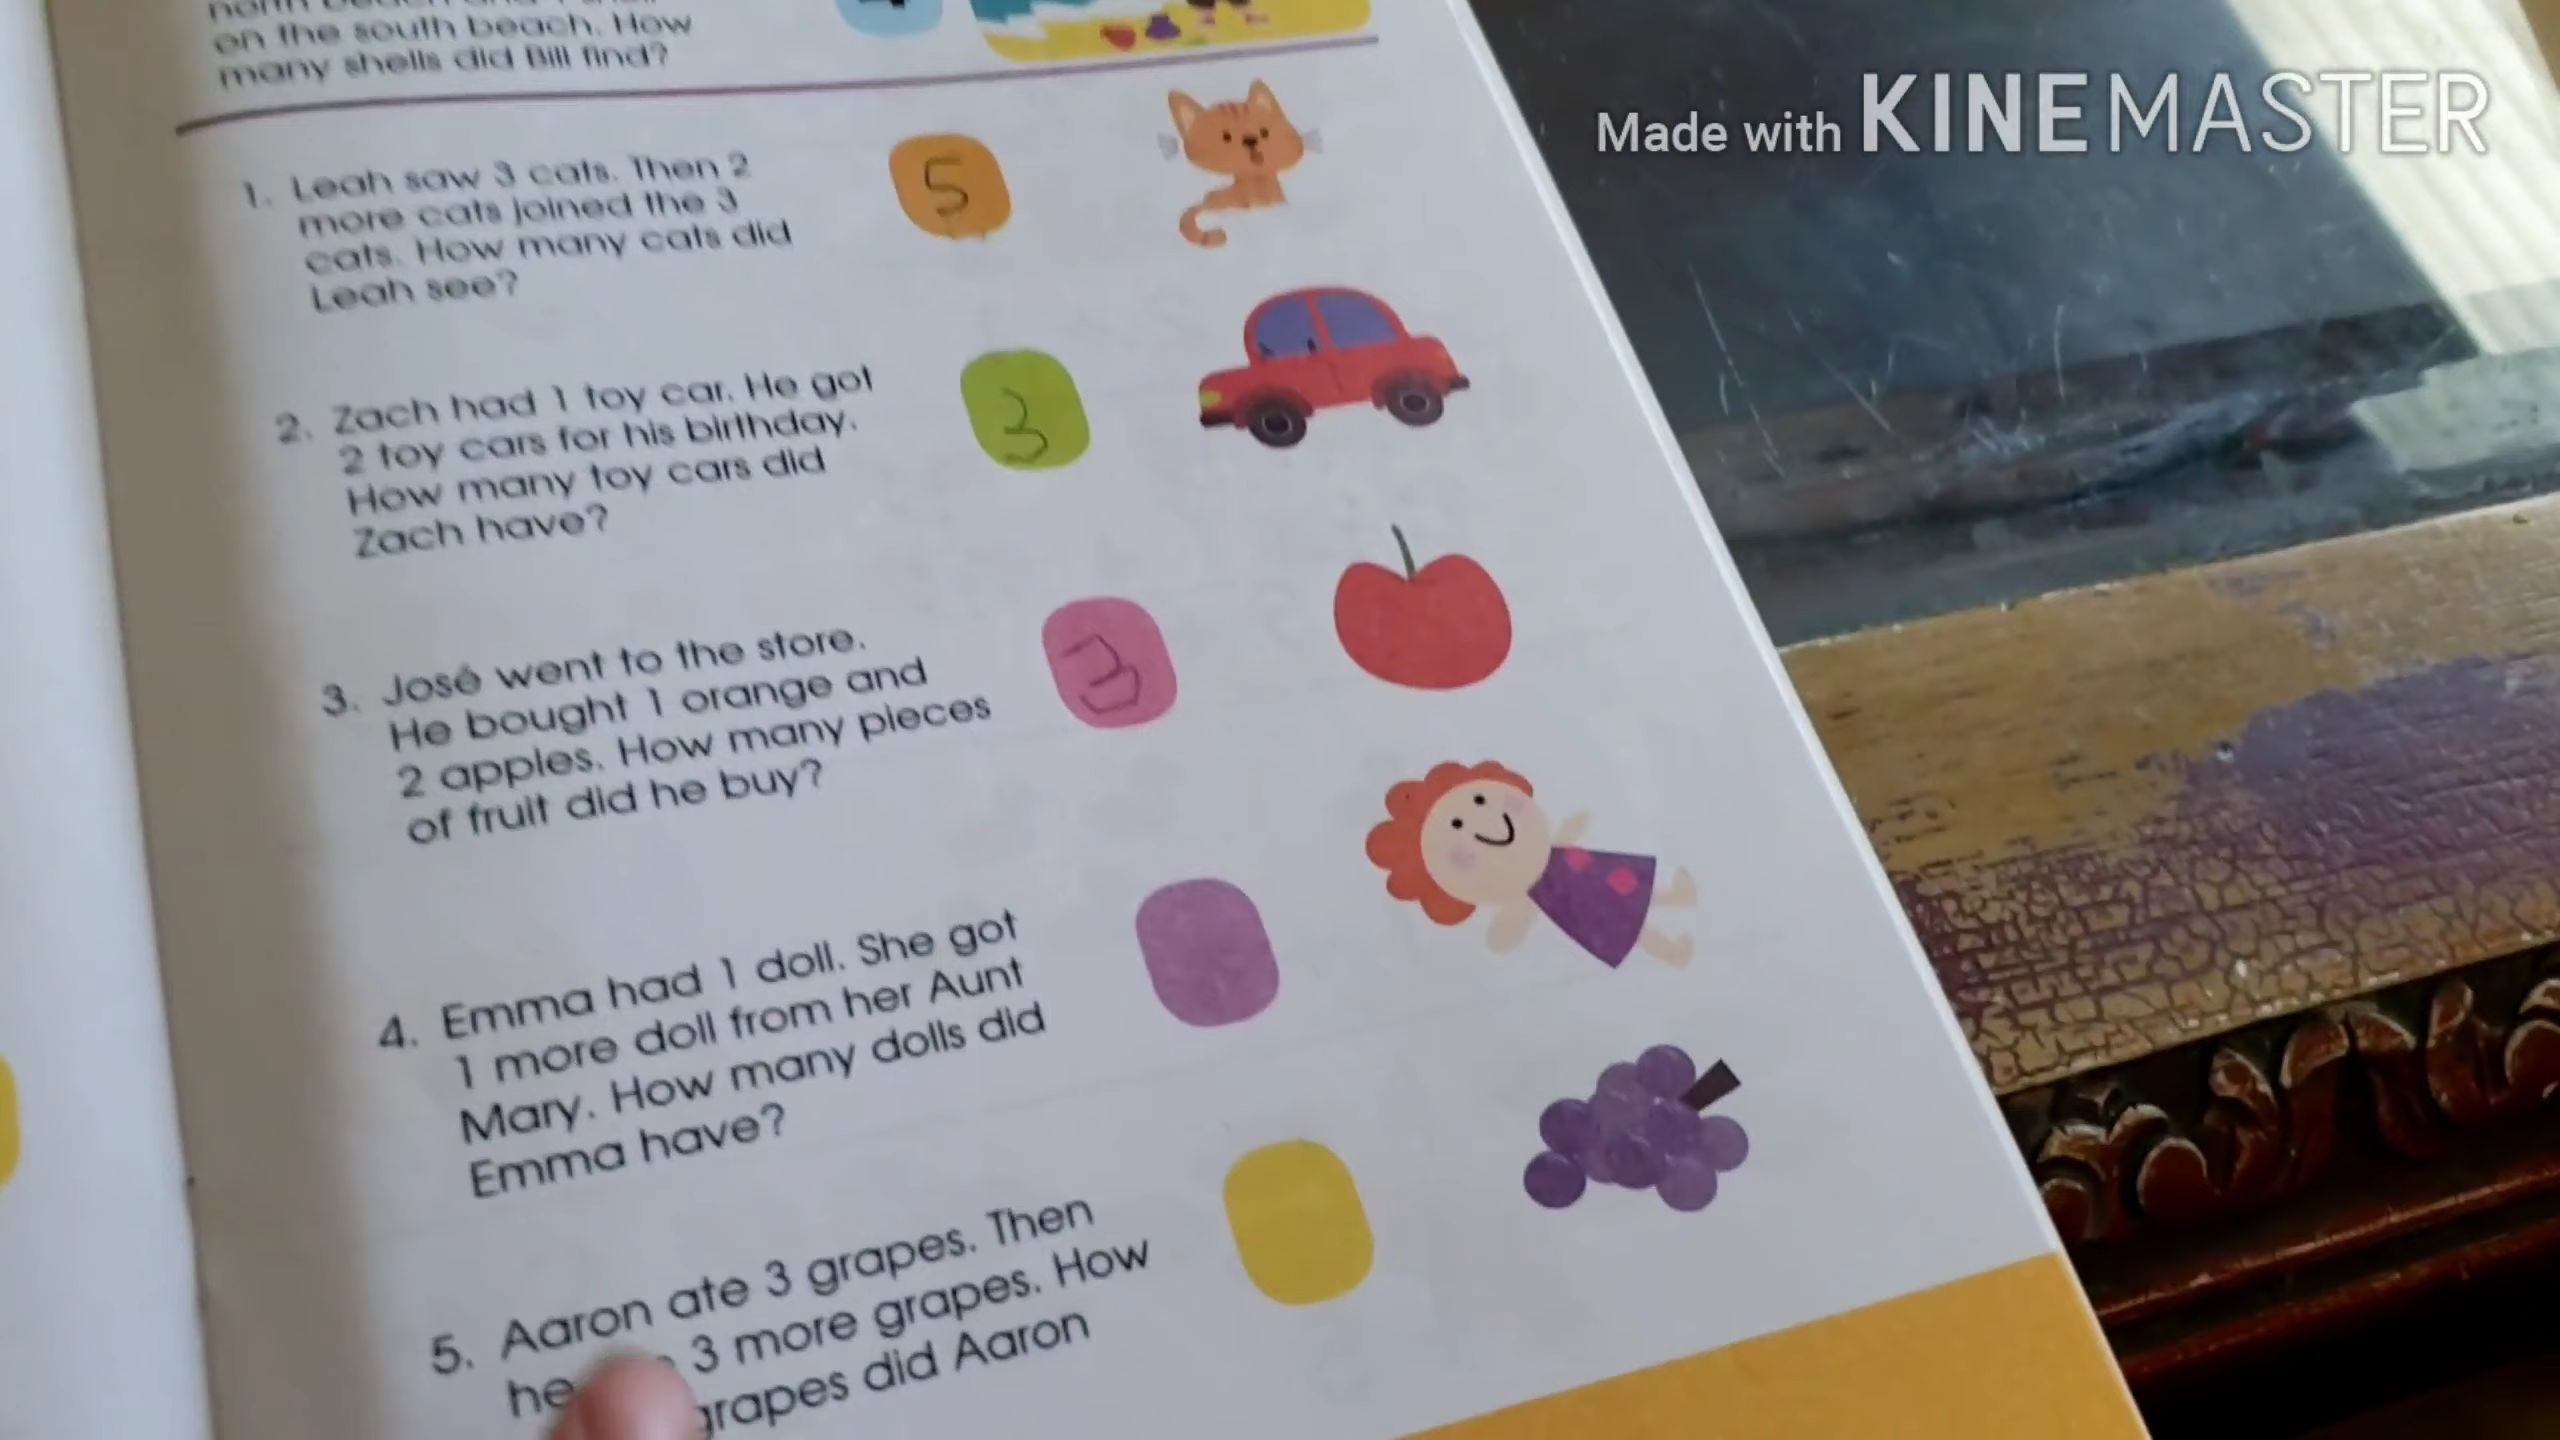 on the south beach. How
many shells did Bill find?
Made with KINEMASTER
1. Leah saw 3 cats. Then 2
more cats joined the 3
cats. How many cats did
Leah see?
5
2. Zach had 1 toy car. He got
2 toy cars for his birthday.
How many toy cars did
Zach have?
3
3. José went to the store.
He bought 1 orange and
2 apples. How many pieces
of fruit did he buy?
3
4. Emma had 1 doll. She got
1 more doll from her Aunt
Mary. How many dolls did
Emma have?
5. Aaron ate 3 grapes. Then
he 3 more grapes. How
grapes did Aaron